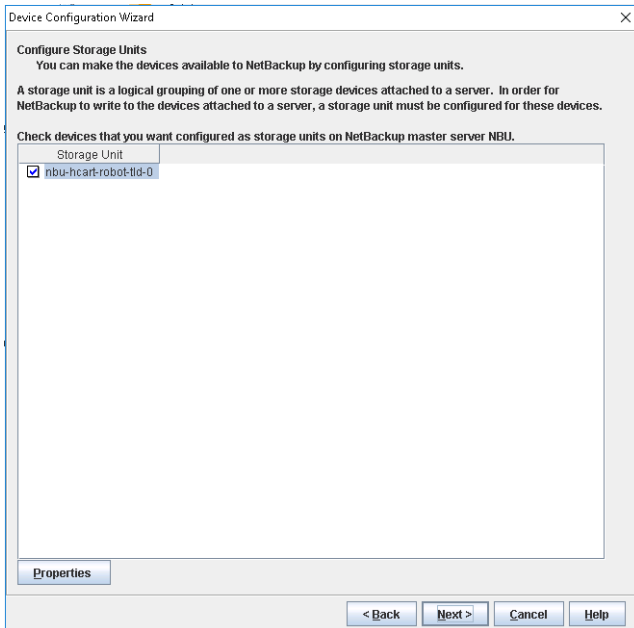 Device Configuration Wizard
Configure Storage Units
You can make the devices available to NetBackup by configuring storage units.
A storage unit is a logical grouping of one or more storage devices attached to a server. In order for
NetBackup to write to the devices attached to a server, a storage unit must be configured for these devices.
Check devices that you want configured as storage units on NetBackup master server NBU.
Storage Unit
nbu-hcart-robot-tld-0
Properties
< Back Next > Cancel Help